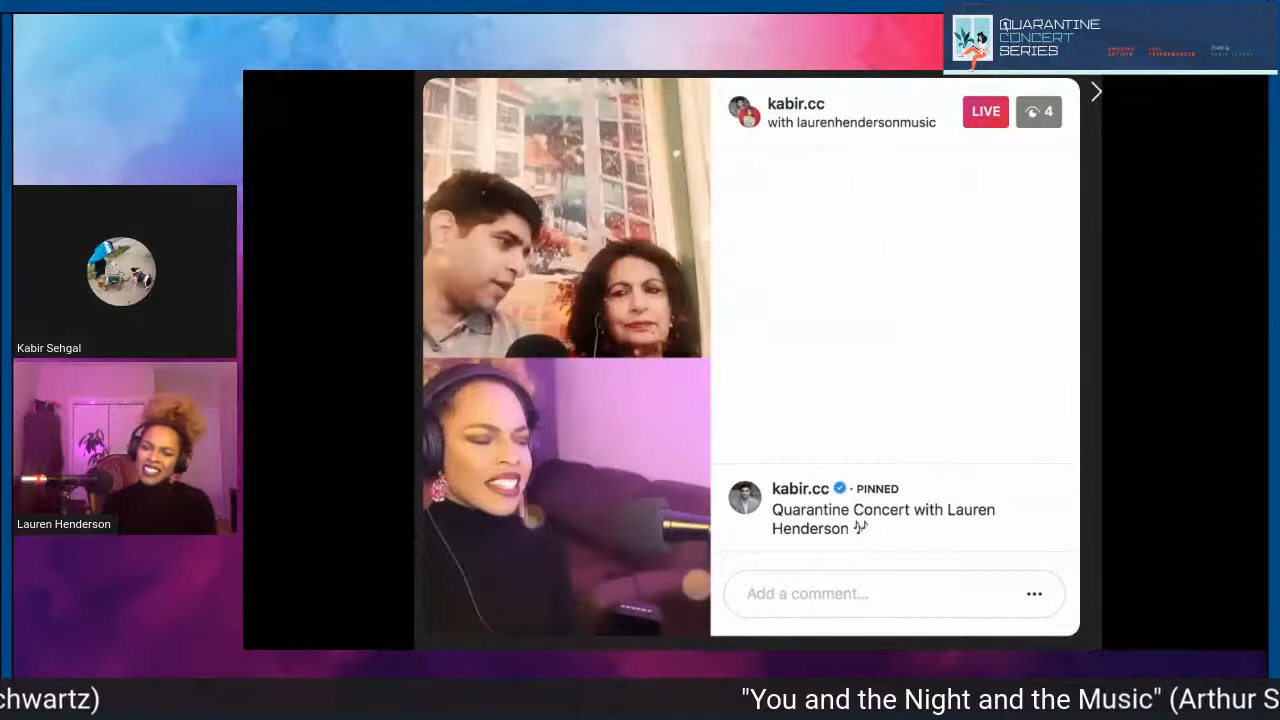 QUARANTINE
CONCERT
SERIES
kabir.cc
with laurenhendersonmusic
LIVE
4
Kabir Sehgal
Lauren Henderson
kabir.cc · PINNED
Quarantine Concert with Lauren
Henderson
Add a comment...
chwartz) "You and the Night and the Music" (Arthur S